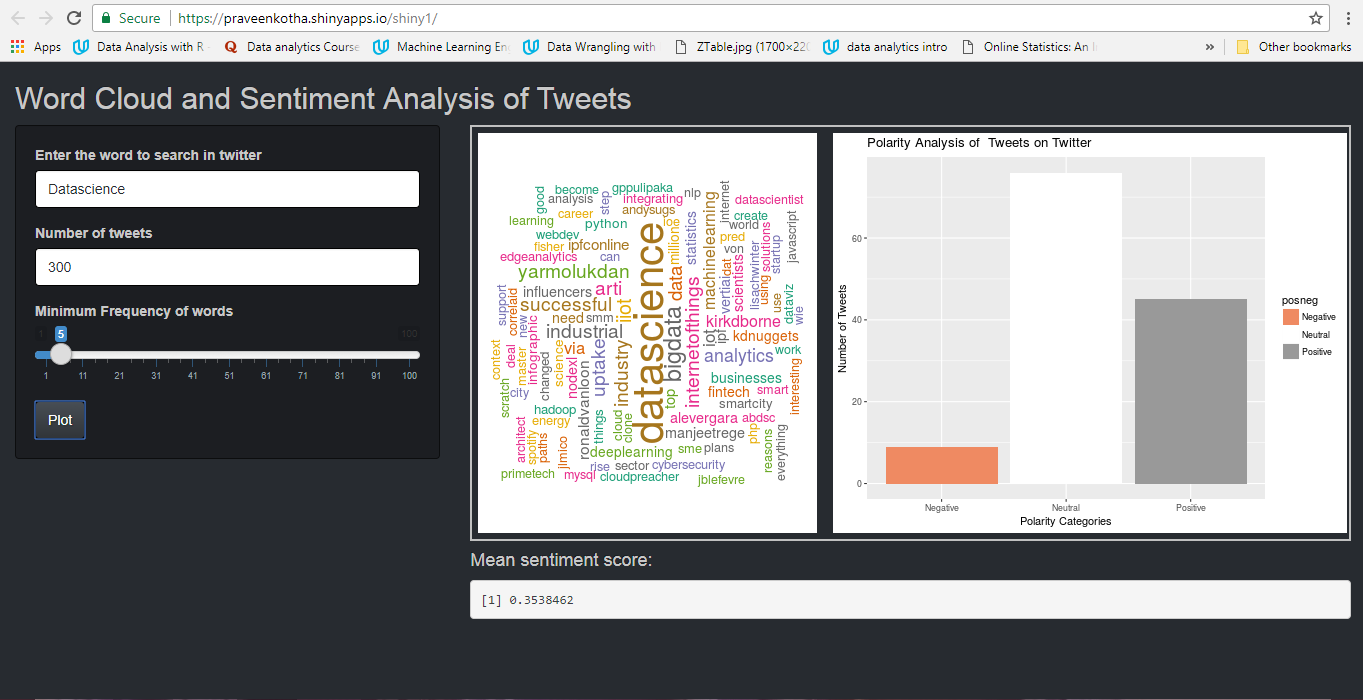 Secure https://praveenkotha.shinyapps.io/shiny1/
Apps Data Analysis with R - Data analytics Course Machine Learning En Data Wrangling with ZTable.jpg (1700×220 data analytics intro Online Statistics: An I » Other bookmarks
Word Cloud and Sentiment Analysis of Tweets
Enter the word to search in twitter
Datascience
Number of tweets
300
Minimum Frequency of words
1 5 100
1 11 21 31 41 51 61 71 81 91 100
Plot
good
become
gppulipaka
analysis
step
integrating
nlp
internet
datascientist
learning
career
andysugs
ioe
create
world
python
webdev
fisher
ipfconline
millions
statistics
machinelearning
pred
von
javascript
edgeanalytics
can
yarmolukdan
datascience
data
dat
scientists
lisachwinter
solutions
startup
support
influencers
arti
vertiai
using
use
dataviz
wie
correlaid
successful
iiot
new
need
smm
bigdata
internetofthings
kirkdborne
infographic
industrial
iot
ipf
kdnuggets
context
deal
master
via
science
analytics
work
changed
nodexl
uptake
industry
interesting
scratch
city
ronaldvanloon
businesses
top
fintech
smart
smartcity
hadoop
energy
things
cloud
clone
alevergara
abdsc
architect
spotify
paths
jlmico
manjeetrege
php
reasons
everything
deeplearning
sme
plans
rise
sector
cybersecurity
primetech
mysql
cloudpreacher
jblefevre
Polarity Analysis of  Tweets on Twitter
Number of Tweets
60
40
20
0
Negative Neutral Positive
Polarity Categories
posneg
Negative
Neutral
Positive
Mean sentiment score:
[1] 0.3538462